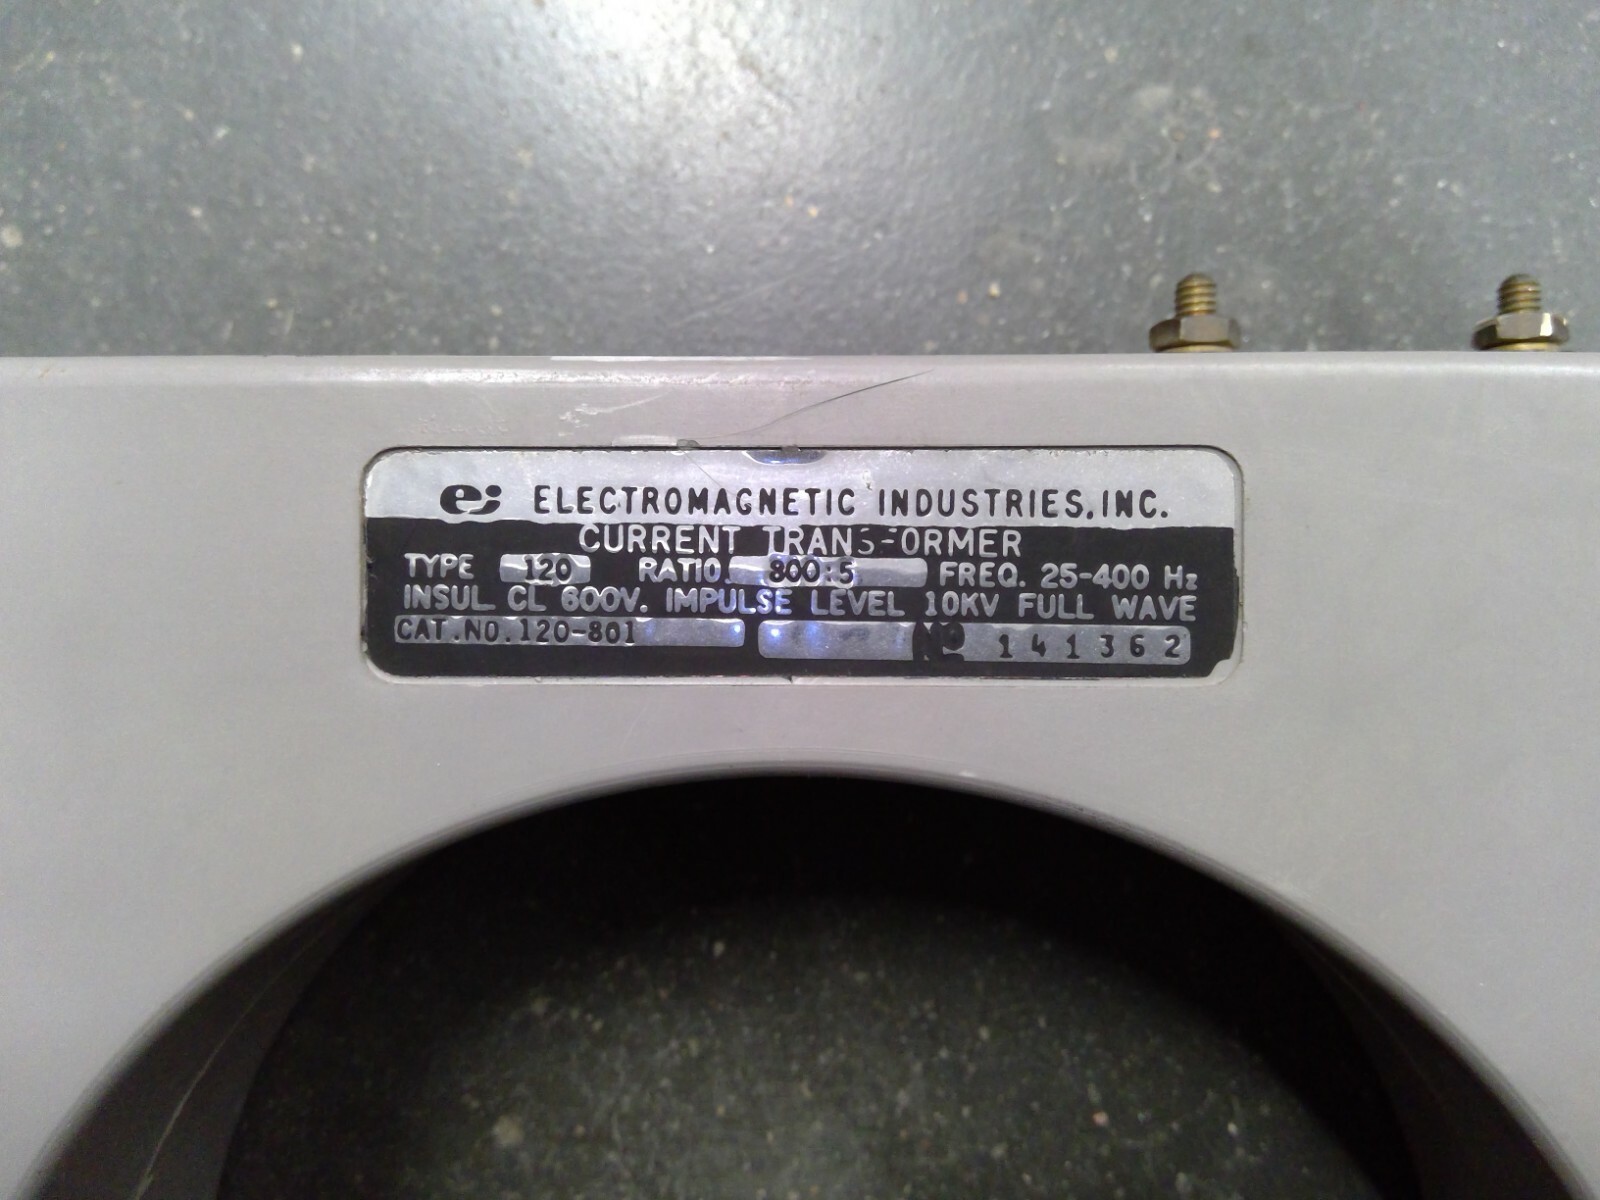 ei ELECTROMAGNETIC INDUSTRIES, INC.
CURRENT TRANSFORMER
TYPE 120 RATIO 800:5 FREQ. 25-400 Hz
INSUL CL 600V. IMPULSE LEVEL 10KV FULL WAVE
CAT.NO.120-801 NO 141362